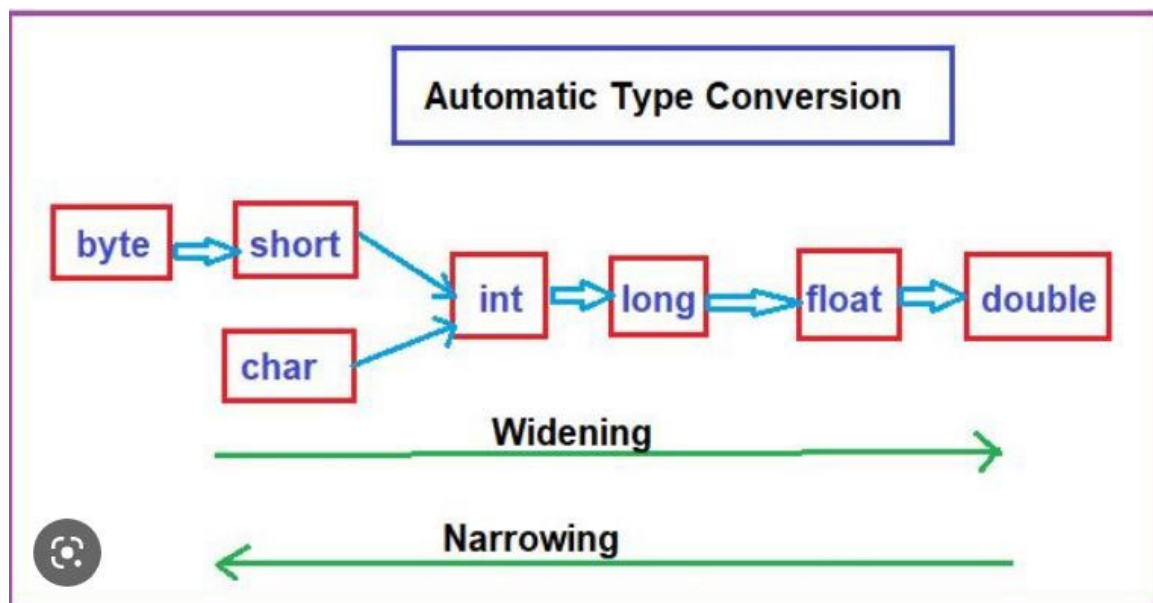 Automatic Type Conversion
byte short
int long float double
char
Widening
Narrowing